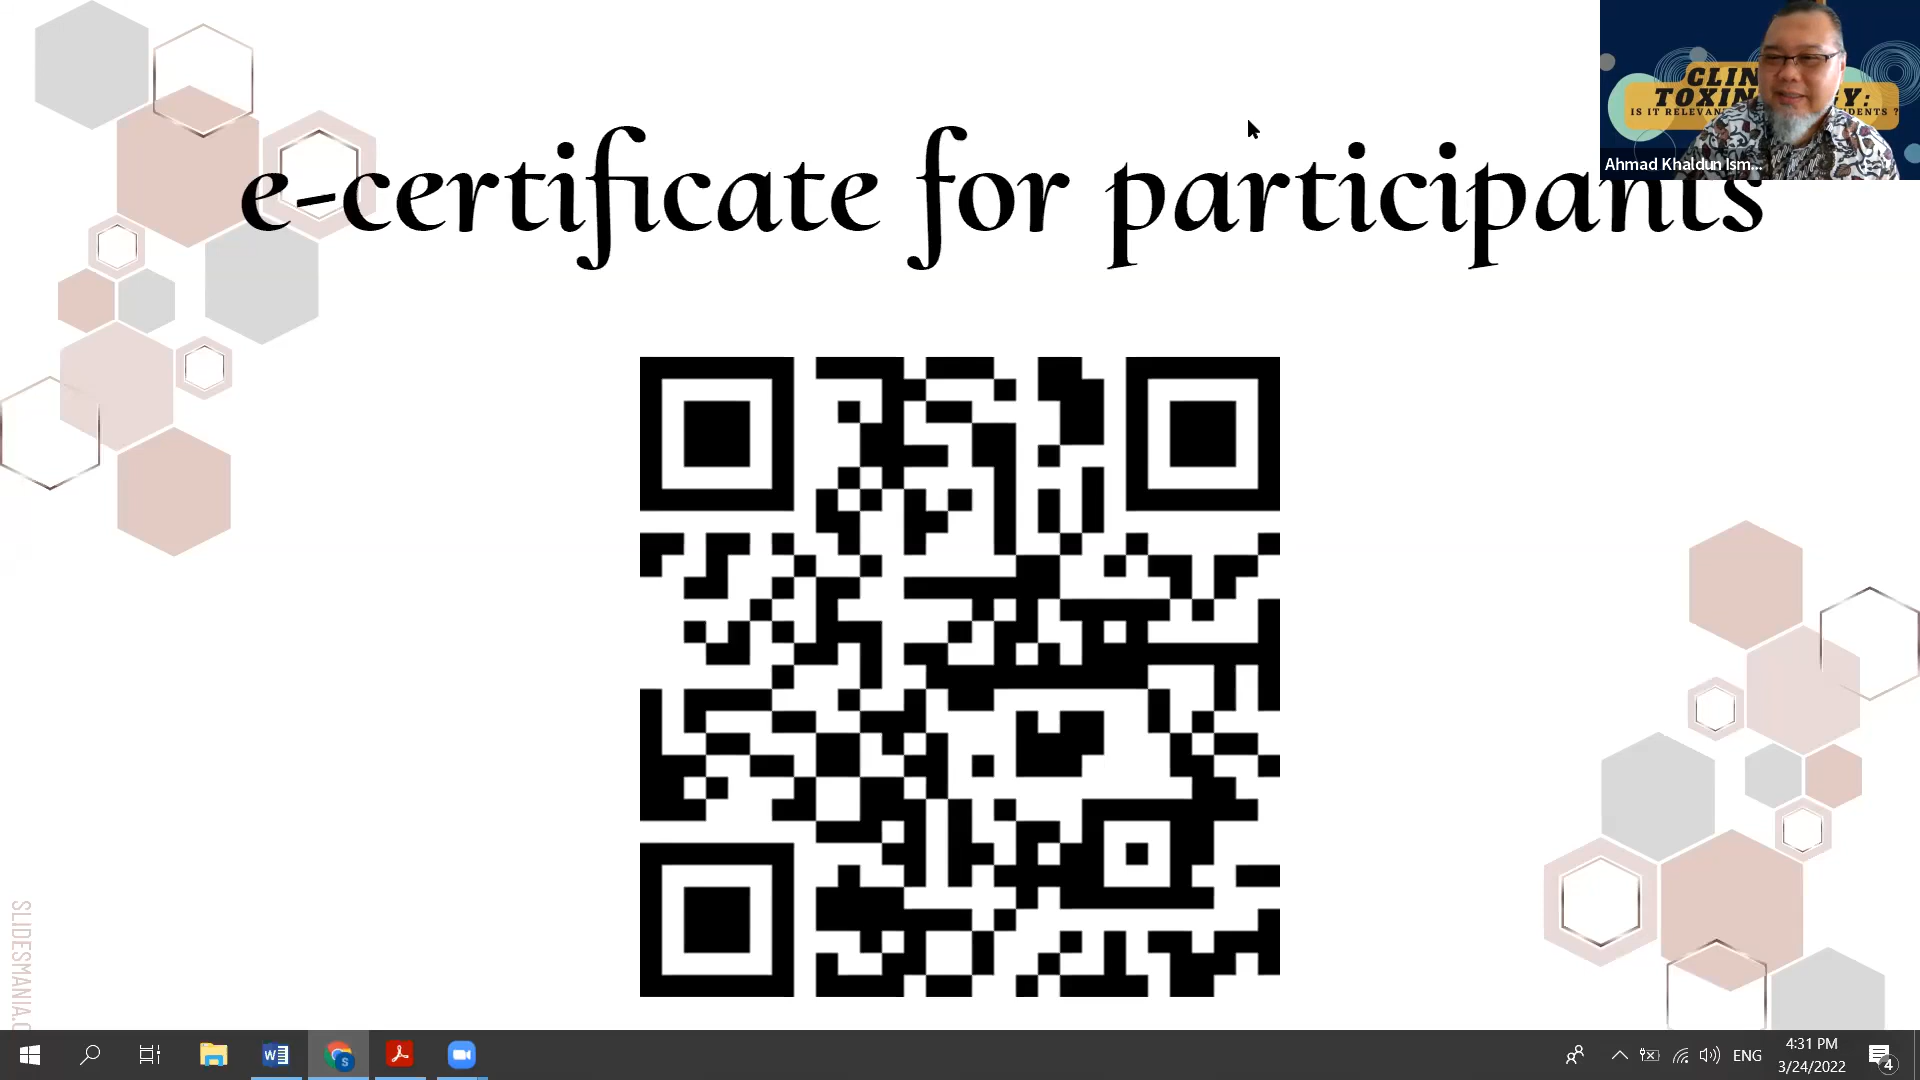 e-certificate for participants
CLIN
TOXIN Y:
IS IT RELEVAN DENTS ?
Ahmad Khaldun Ism...
SLIDESMANIA.C
ENG
4:31 PM
3/24/2022
4